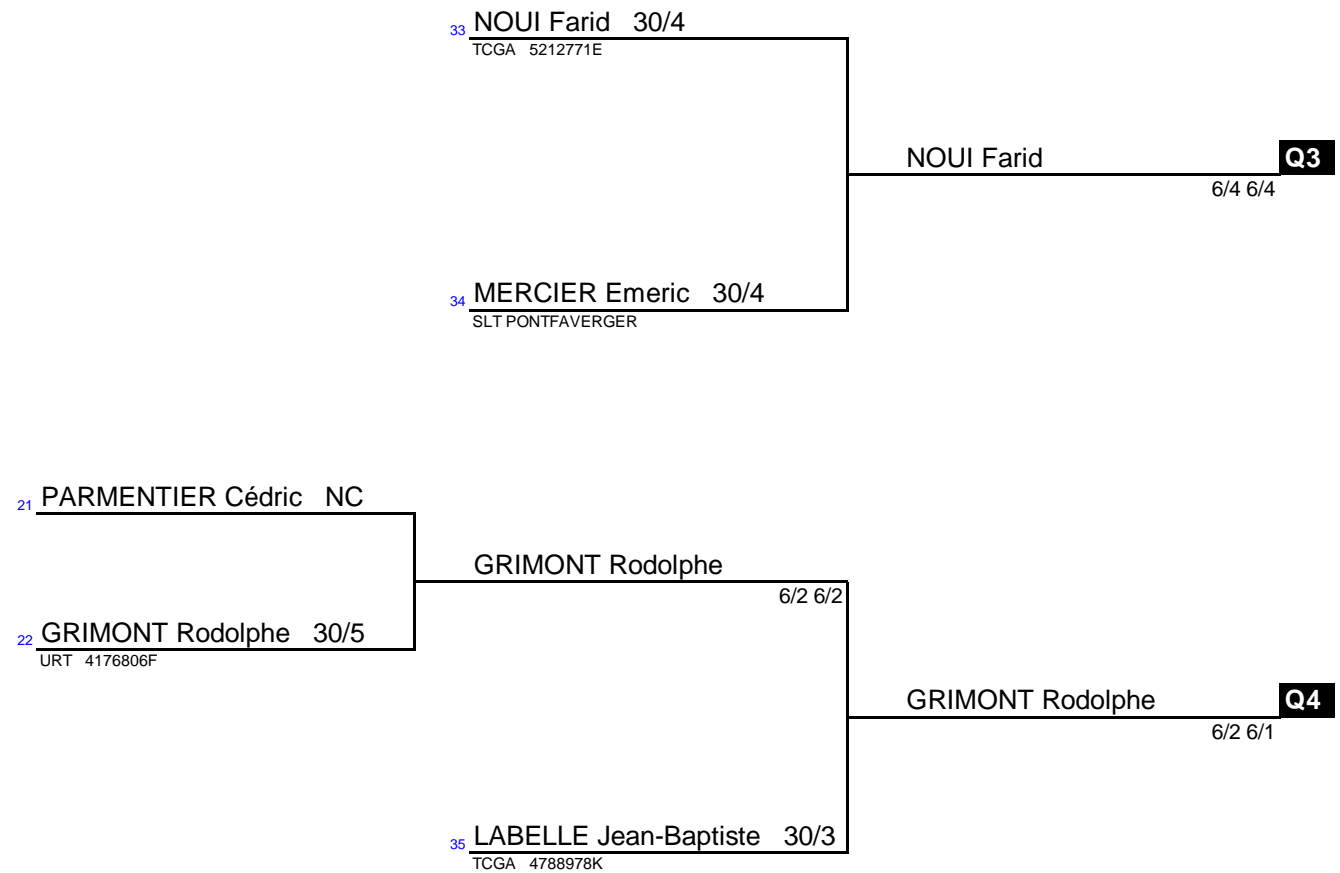 33 NOUI Farid 30/4
TCGA 5212771E
NOUI Farid Q3
6/4 6/4
34 MERCIER Emeric 30/4
SLT PONTFAVERGER
21 PARMENTIER Cédric NC
GRIMONT Rodolphe
6/2 6/2
22 GRIMONT Rodolphe 30/5
URT 4176806F
GRIMONT Rodolphe Q4
6/2 6/1
35 LABELLE Jean-Baptiste 30/3
TCGA 4788978K